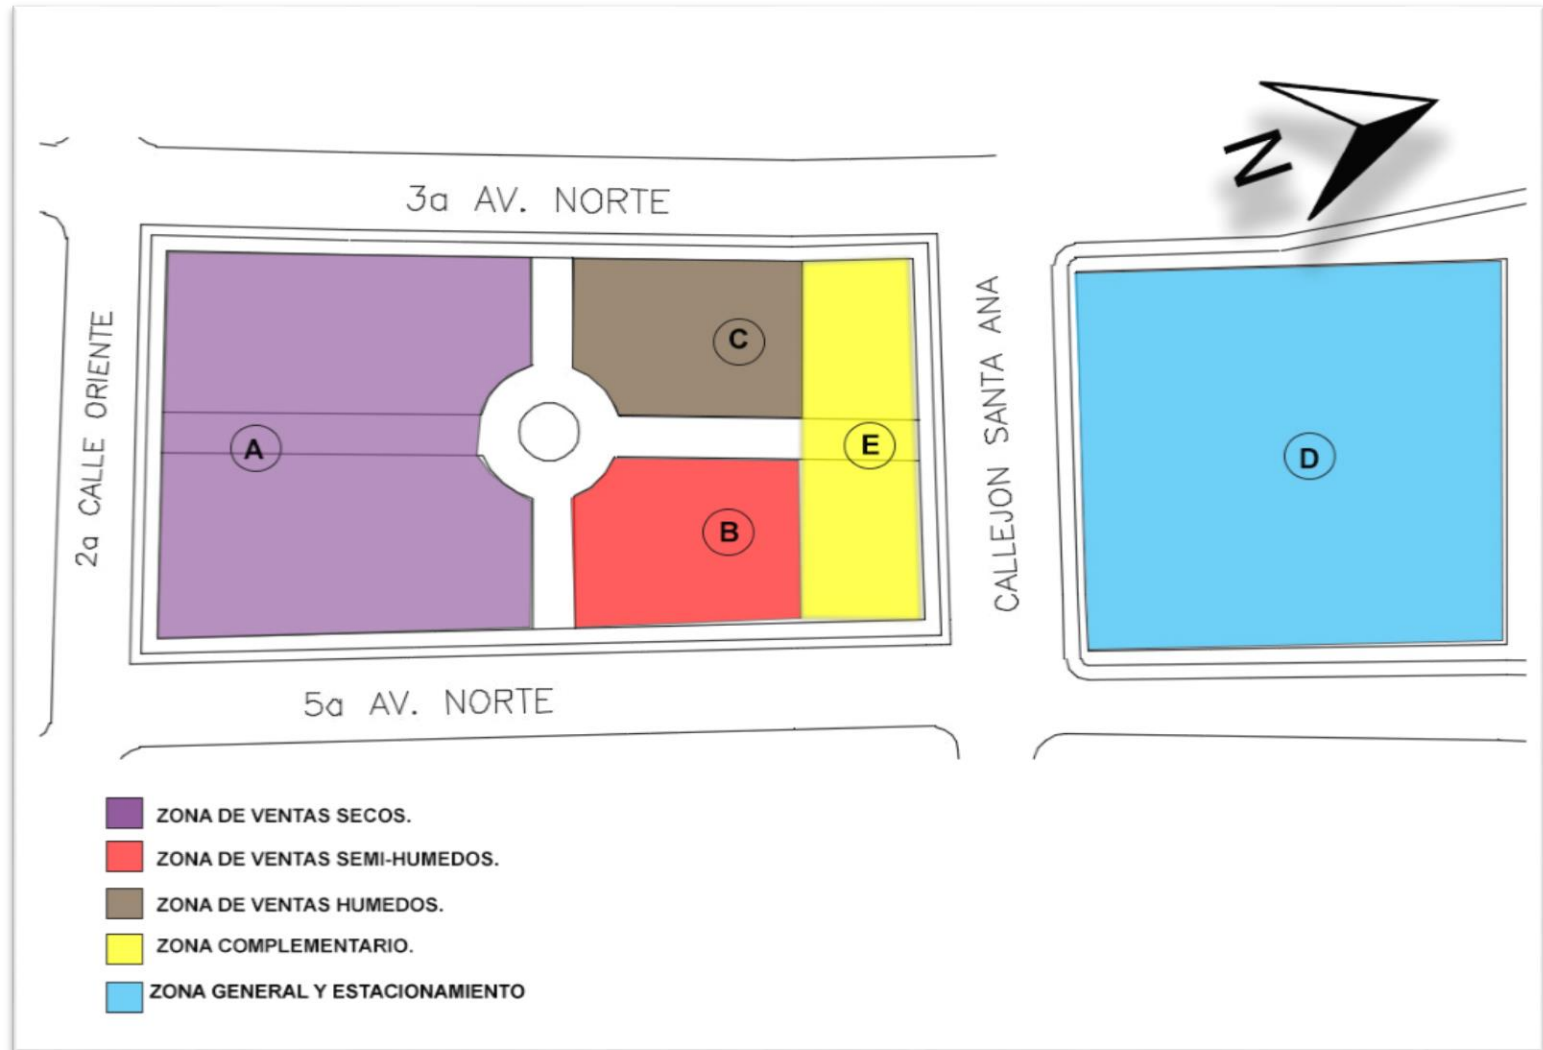 3a AV. NORTE
N
2a CALLE ORIENTE
A
C
E
B
CALLEJON SANTA ANA
D
5a AV. NORTE
ZONA DE VENTAS SECOS.
ZONA DE VENTAS SEMI-HUMEDOS.
ZONA DE VENTAS HUMEDOS.
ZONA COMPLEMENTARIO.
ZONA GENERAL Y ESTACIONAMIENTO